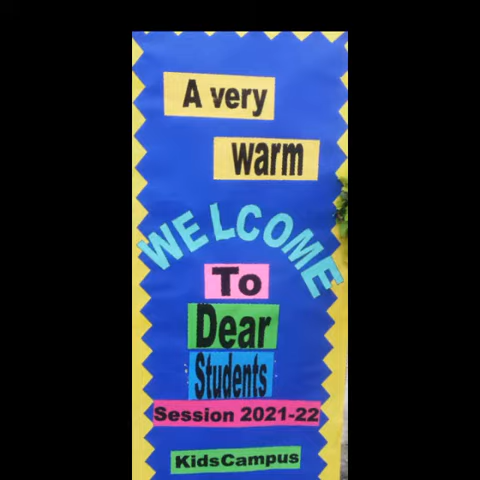 A very
warm
WELCOME
To
Dear
Students
Session 2021-22
KidsCampus